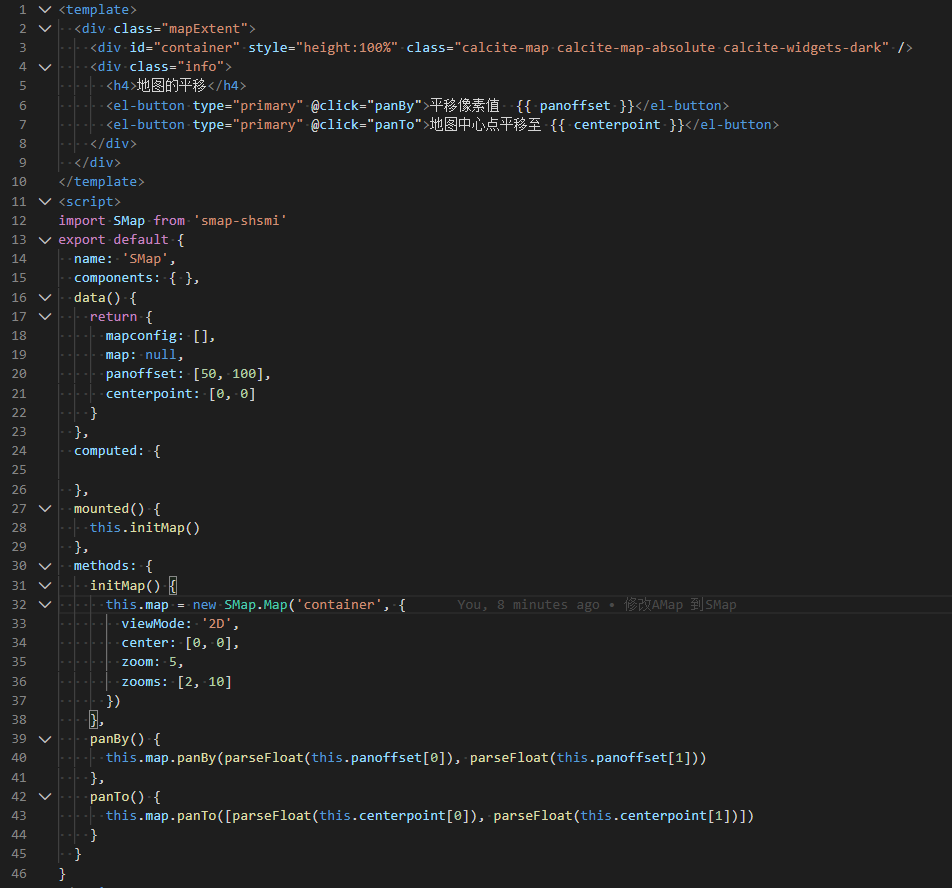 1 <template>
2 <div class="mapExtent">
3 <div id="container" style="height:100%" class="calcite-map calcite-map-absolute calcite-widgets-dark" />
4 <div class="info">
5 <h4>地图的平移</h4>
6 <el-button type="primary" @click="panBy">平移像素值 {{ panoffset }}</el-button>
7 <el-button type="primary" @click="panTo">地图中心点平移至 {{ centerpoint }}</el-button>
8 </div>
9 </div>
10 </template>
11 <script>
12 import SMap from 'smap-shsmi'
13 export default {
14 name: 'SMap',
15 components: { },
16 data() {
17 return {
18 mapconfig: [],
19 map: null,
20 panoffset: [50, 100],
21 centerpoint: [0, 0]
22 }
23 },
24 computed: {
25
26 },
27 mounted() {
28 this.initMap()
29 },
30 methods: {
31 initMap() {
32 this.map = new SMap.Map('container', { You, 8 minutes ago • 修改AMap 到SMap
33 viewMode: '2D',
34 center: [0, 0],
35 zoom: 5,
36 zooms: [2, 10]
37 })
38 },
39 panBy() {
40 this.map.panBy(parseFloat(this.panoffset[0]), parseFloat(this.panoffset[1]))
41 },
42 panTo() {
43 this.map.panTo([parseFloat(this.centerpoint[0]), parseFloat(this.centerpoint[1])])
44 }
45 }
46 }